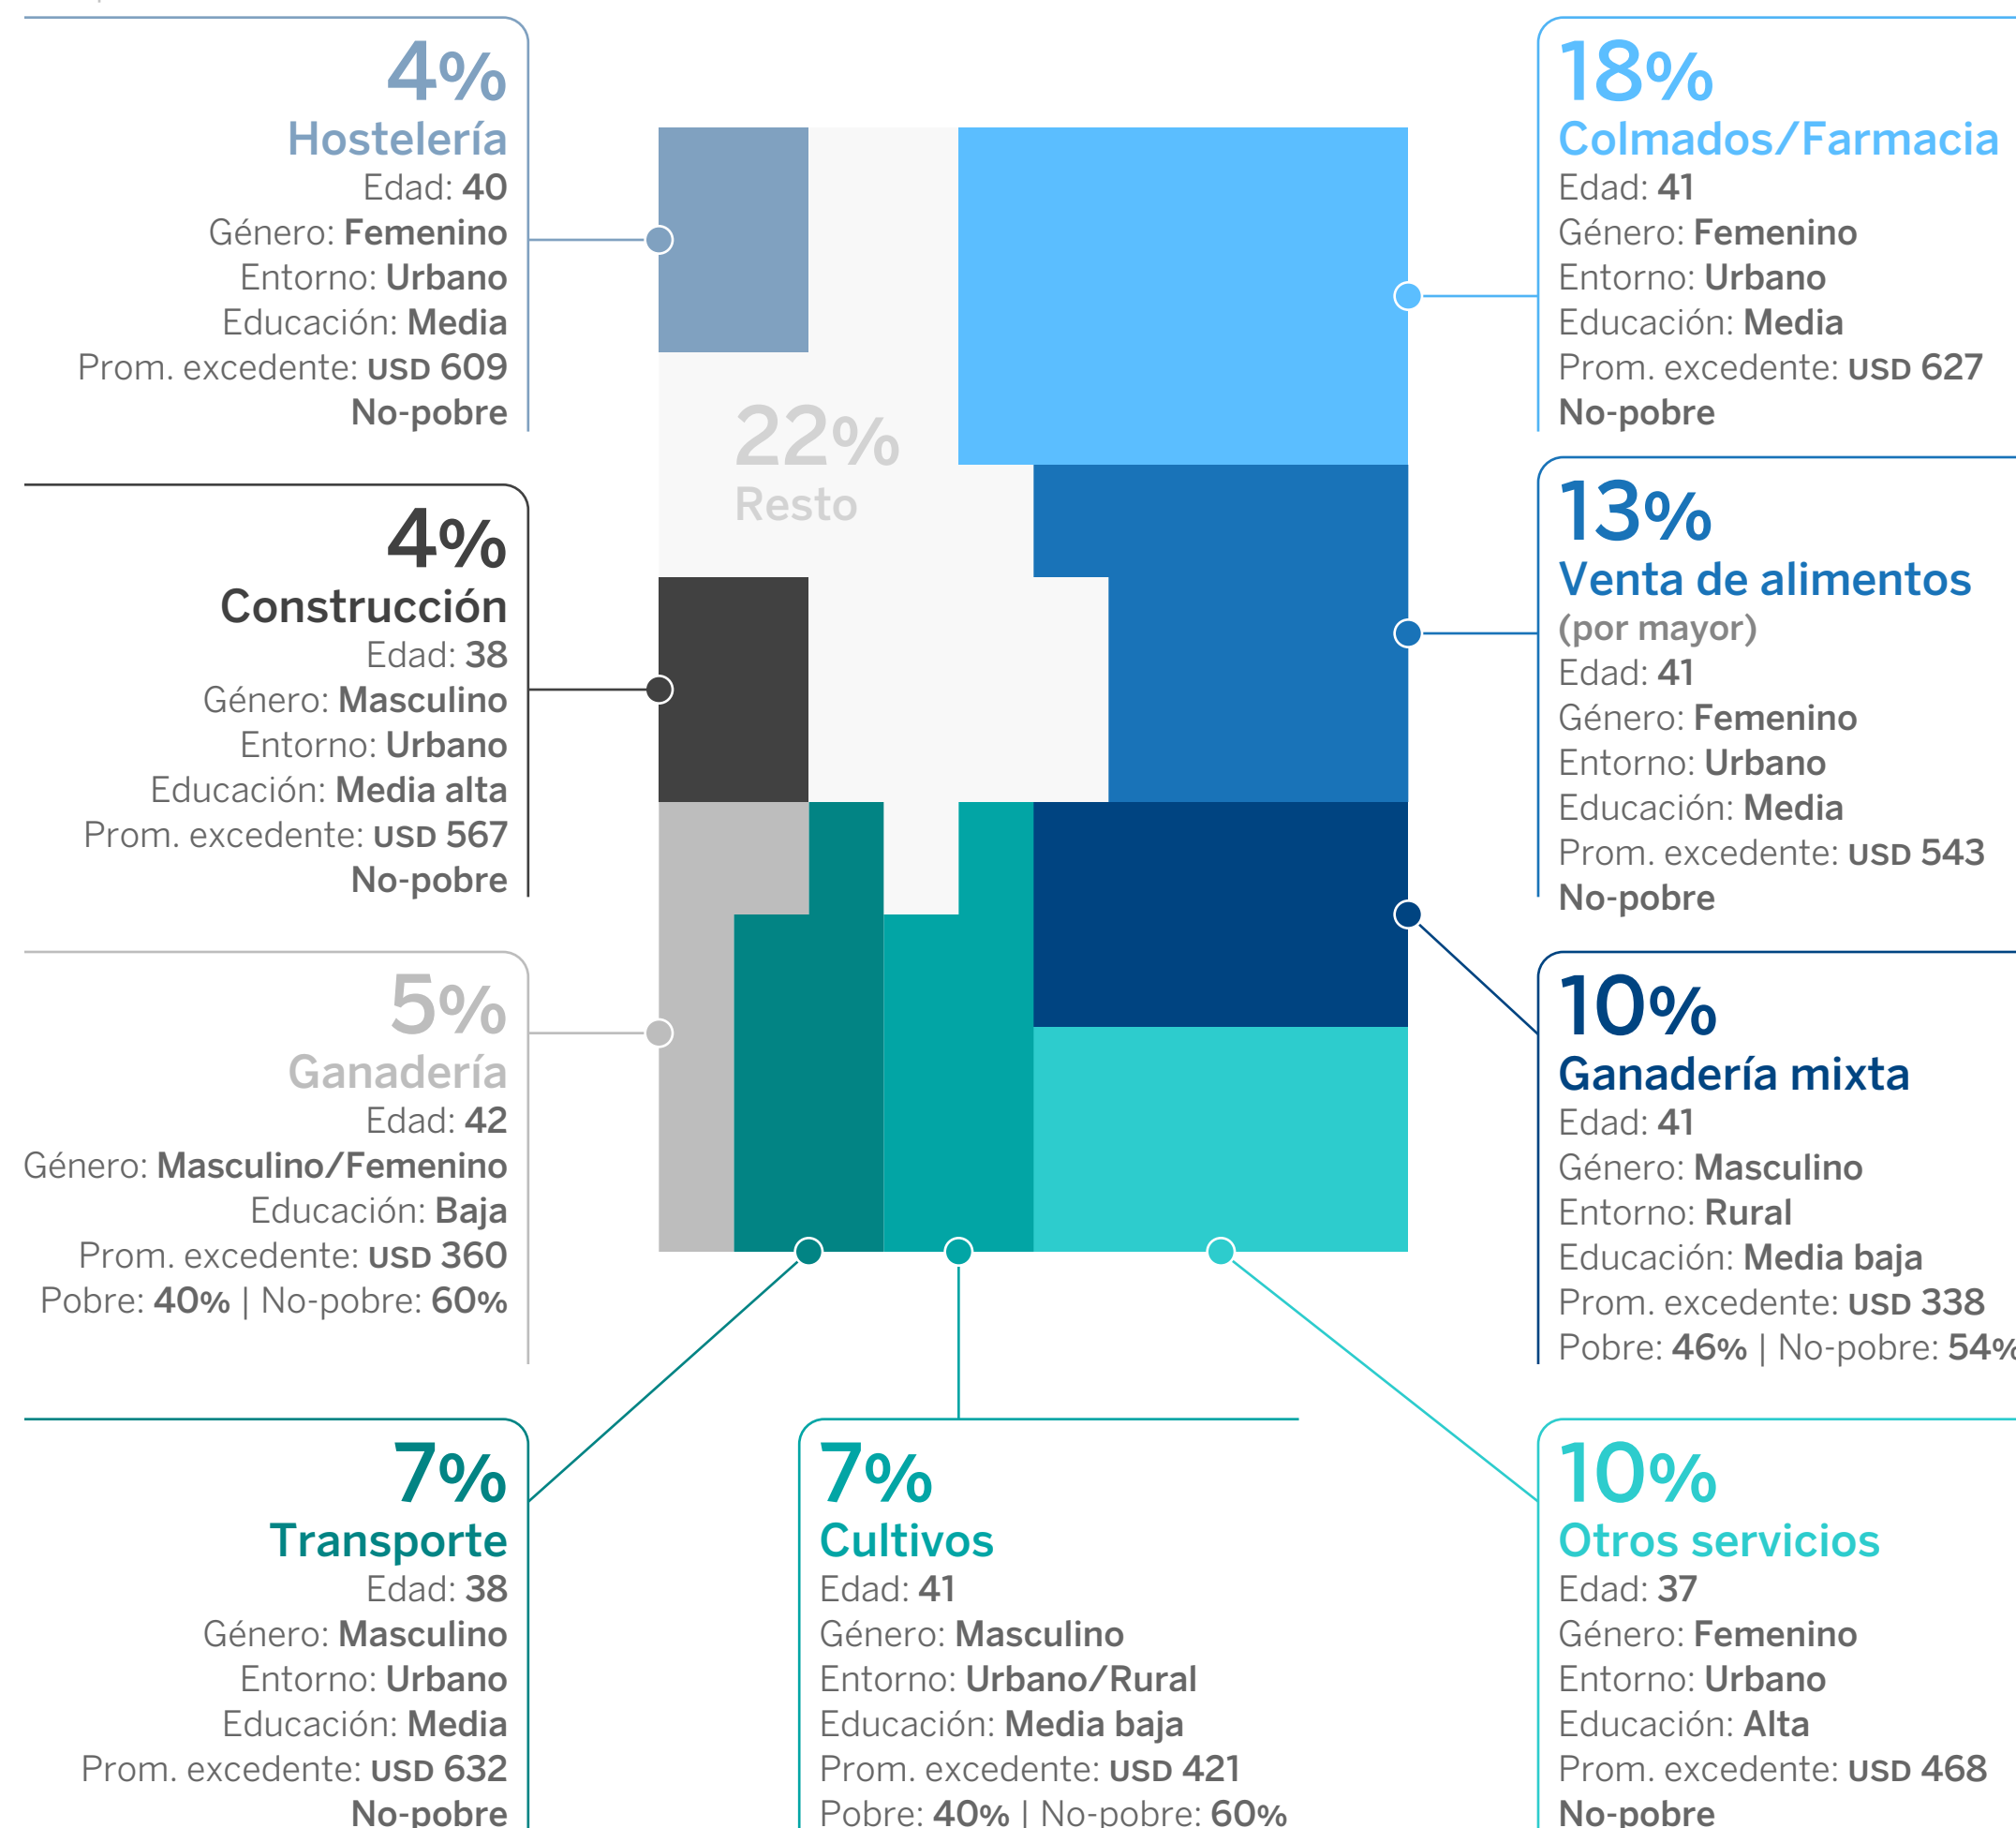 4%
Hostelería
Edad: 40
Género: Femenino
Entorno: Urbano
Educación: Media
Prom. excedente: USD 609
No-pobre
18%
Colmados/Farmacia
Edad: 41
Género: Femenino
Entorno: Urbano
Educación: Media
Prom. excedente: USD 627
No-pobre
22%
Resto
4%
Construcción
Edad: 38
Género: Masculino
Entorno: Urbano
Educación: Media alta
Prom. excedente: USD 567
No-pobre
13%
Venta de alimentos
(por mayor)
Edad: 41
Género: Femenino
Entorno: Urbano
Educación: Media
Prom. excedente: USD 543
No-pobre
5%
Ganadería
Edad: 42
Género: Masculino/Femenino
Educación: Baja
Prom. excedente: USD 360
Pobre: 40% | No-pobre: 60%
10%
Ganadería mixta
Edad: 41
Género: Masculino
Entorno: Rural
Educación: Media baja
Prom. excedente: USD 338
Pobre: 46% | No-pobre: 54%
7%
Transporte
Edad: 38
Género: Masculino
Entorno: Urbano
Educación: Media
Prom. excedente: USD 632
No-pobre
7%
Cultivos
Edad: 41
Género: Masculino
Entorno: Urbano/Rural
Educación: Media baja
Prom. excedente: USD 421
Pobre: 40% | No-pobre: 60%
10%
Otros servicios
Edad: 37
Género: Femenino
Entorno: Urbano
Educación: Alta
Prom. excedente: USD 468
No-pobre